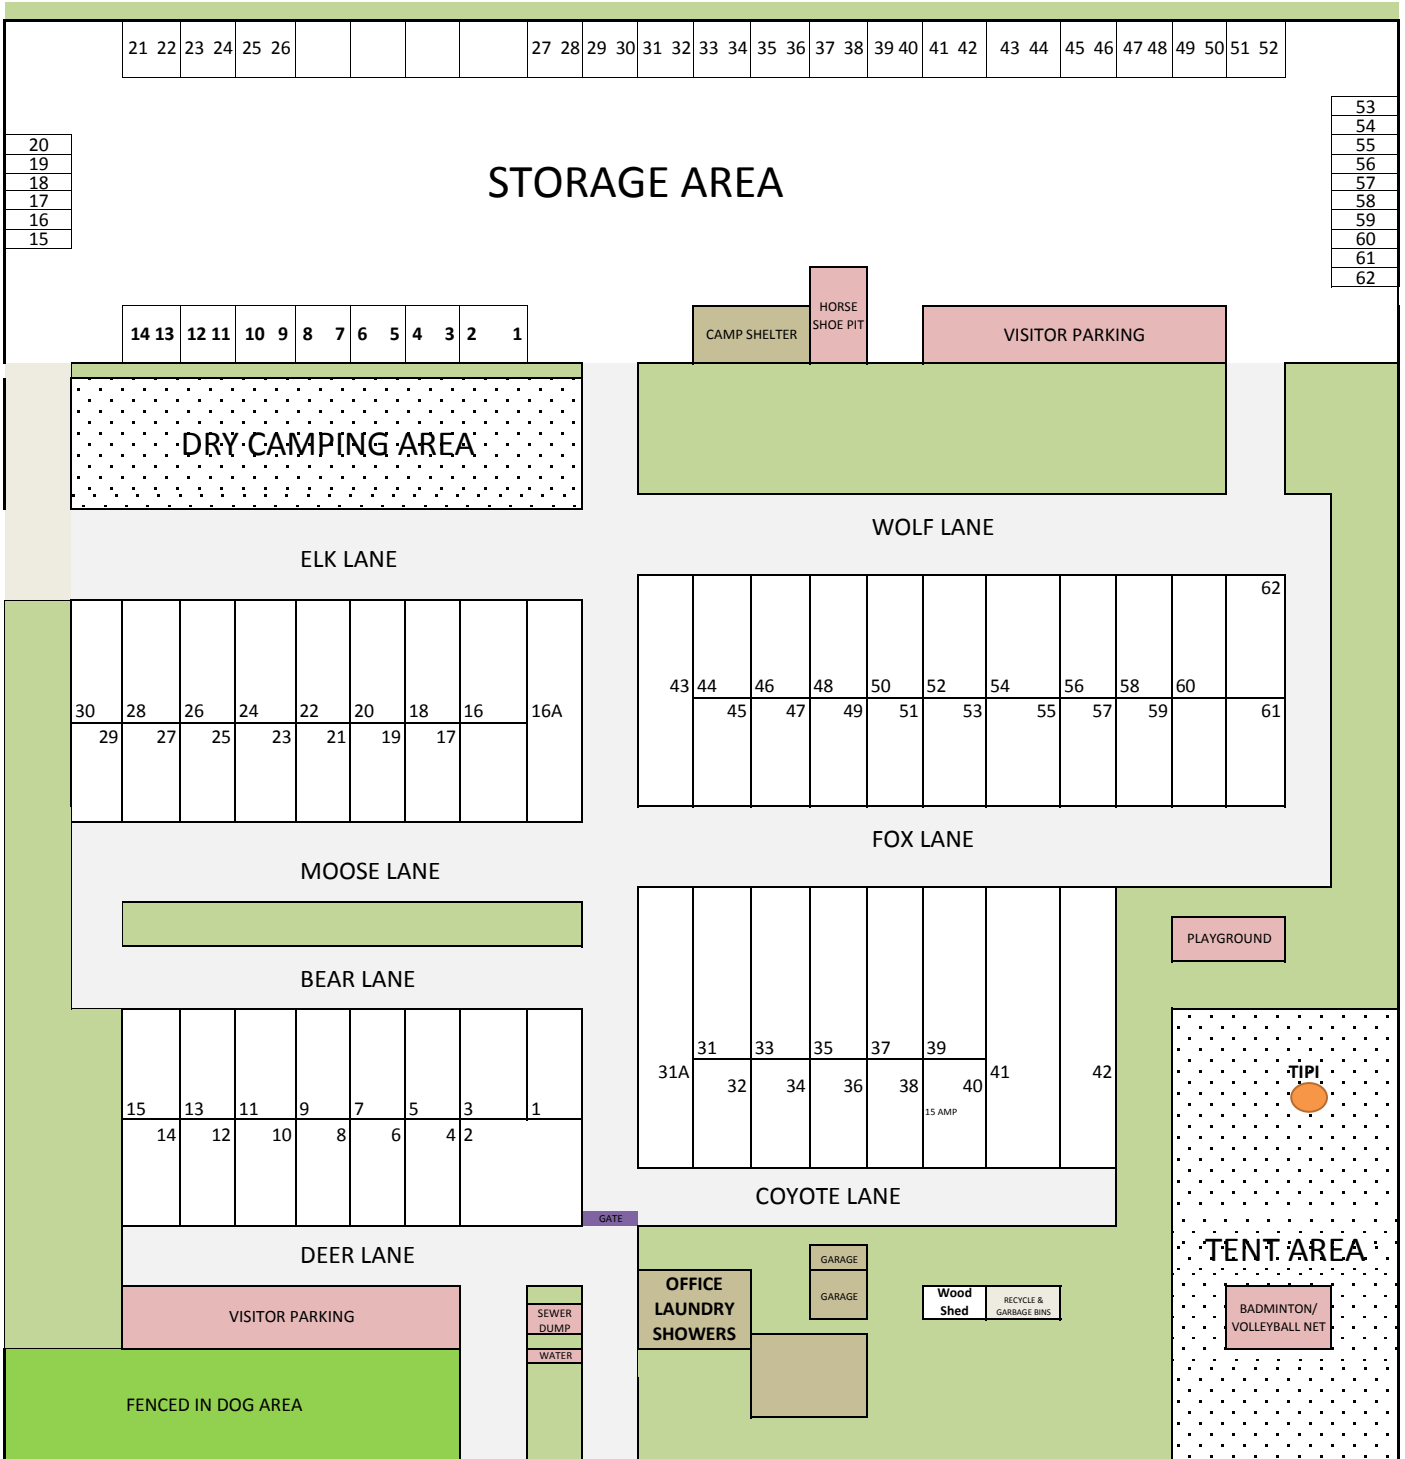 21 22 23 24 25 26 27 28 29 30 31 32 33 34 35 36 37 38 39 40 41 42 43 44 45 46 47 48 49 50 51 52
53
54
55
56
57
58
59
60
61
62
20
19
18
17
16
15
STORAGE AREA
14 13 12 11 10 9 8 7 6 5 4 3 2 1
CAMP SHELTER
HORSE
SHOE PIT
VISITOR PARKING
DRY CAMPING AREA
WOLF LANE
ELK LANE
62
43 44 46 48 50 52 54 56 58 60
45 47 49 51 53 55 57 59 61
30 28 26 24 22 20 18 16 16A
29 27 25 23 21 19 17
FOX LANE
MOOSE LANE
PLAYGROUND
BEAR LANE
31 33 35 37 39
31A 32 34 36 38 40 41 42
15 AMP
TIPI
15 13 11 9 7 5 3 1
14 12 10 8 6 4 2
COYOTE LANE
GATE
DEER LANE
TENT AREA
GARAGE
GARAGE
OFFICE
LAUNDRY
SHOWERS
Wood
Shed
RECYCLE &
GARBAGE BINS
BADMINTON/
VOLLEYBALL NET
VISITOR PARKING
SEWER
DUMP
WATER
FENCED IN DOG AREA